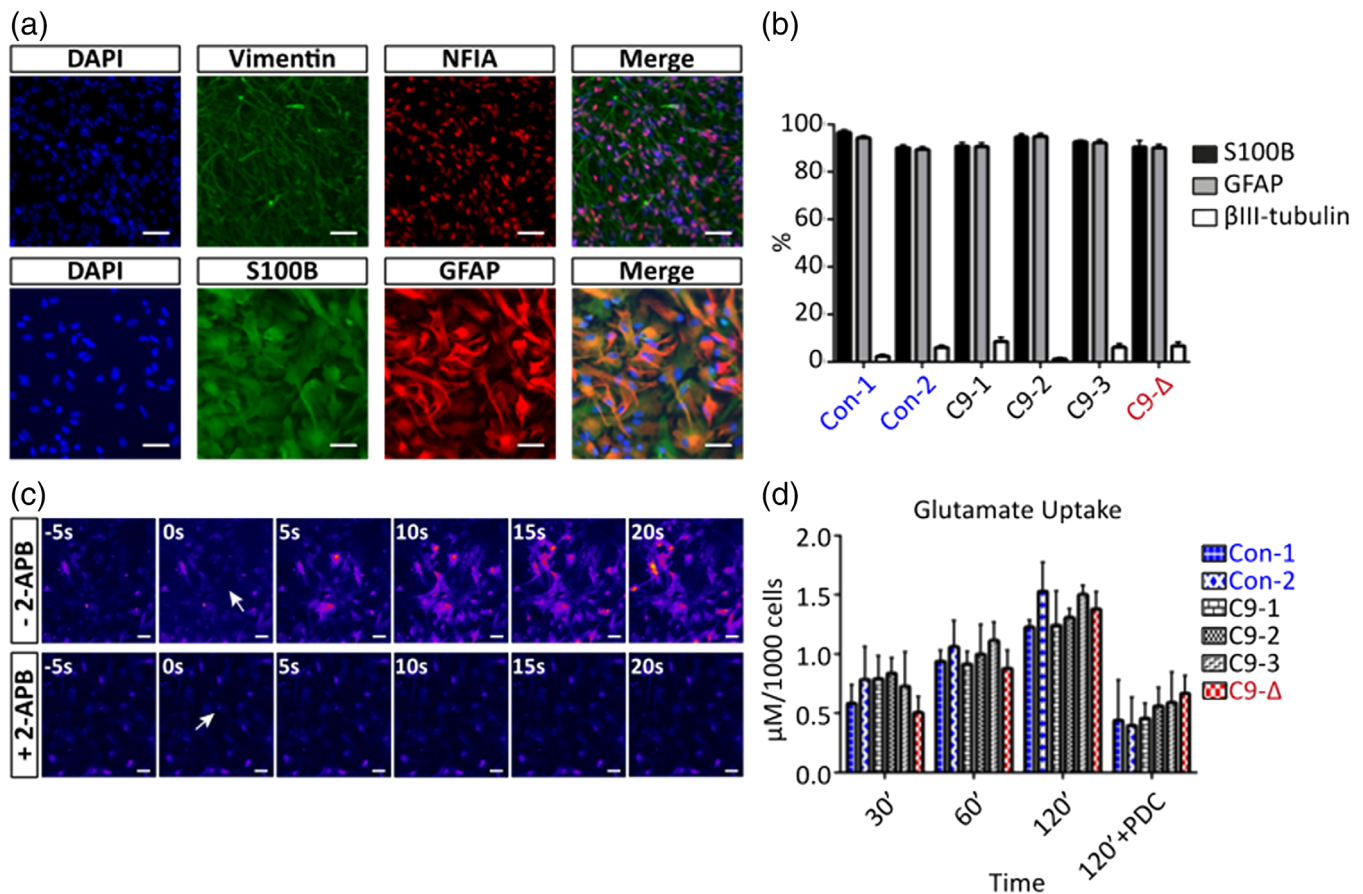 (a)
DAPI Vimentin NFIA Merge
DAPI S100B GFAP Merge
(b)
100
80
60
40
20
0
%
Con-1 Con-2 C9-1 C9-2 C9-3 C9-Δ
S100B
GFAP
βIII-tubulin
(c)
- 2-APB
-5s 0s 5s 10s 15s 20s
+ 2-APB
-5s 0s 5s 10s 15s 20s
(d)
Glutamate Uptake
2.0
1.5
1.0
0.5
0.0
μM/1000 cells
30′ 60′ 120′ 120′+PDC
Time
Con-1
Con-2
C9-1
C9-2
C9-3
C9-Δ